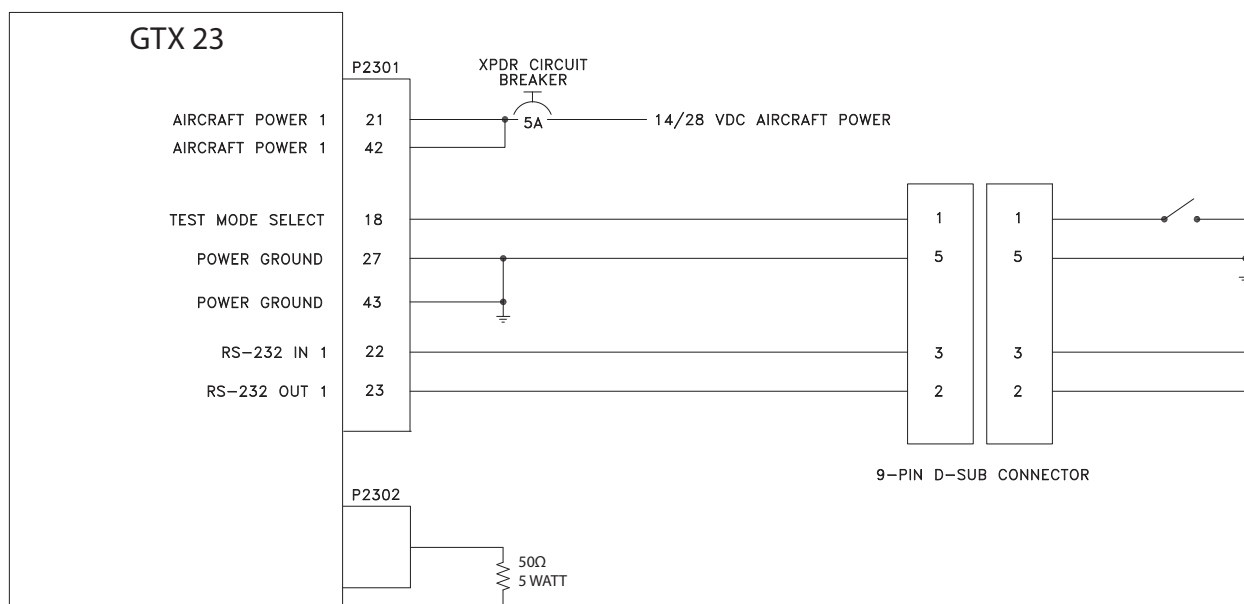 GTX 23
P2301
XPDR CIRCUIT
BREAKER
AIRCRAFT POWER 1 21 5A 14/28 VDC AIRCRAFT POWER
AIRCRAFT POWER 1 42
TEST MODE SELECT 18 1 1
POWER GROUND 27 5 5
POWER GROUND 43
RS-232 IN 1 22 3 3
RS-232 OUT 1 23 2 2
9-PIN D-SUB CONNECTOR
P2302
50Ω
5 WATT